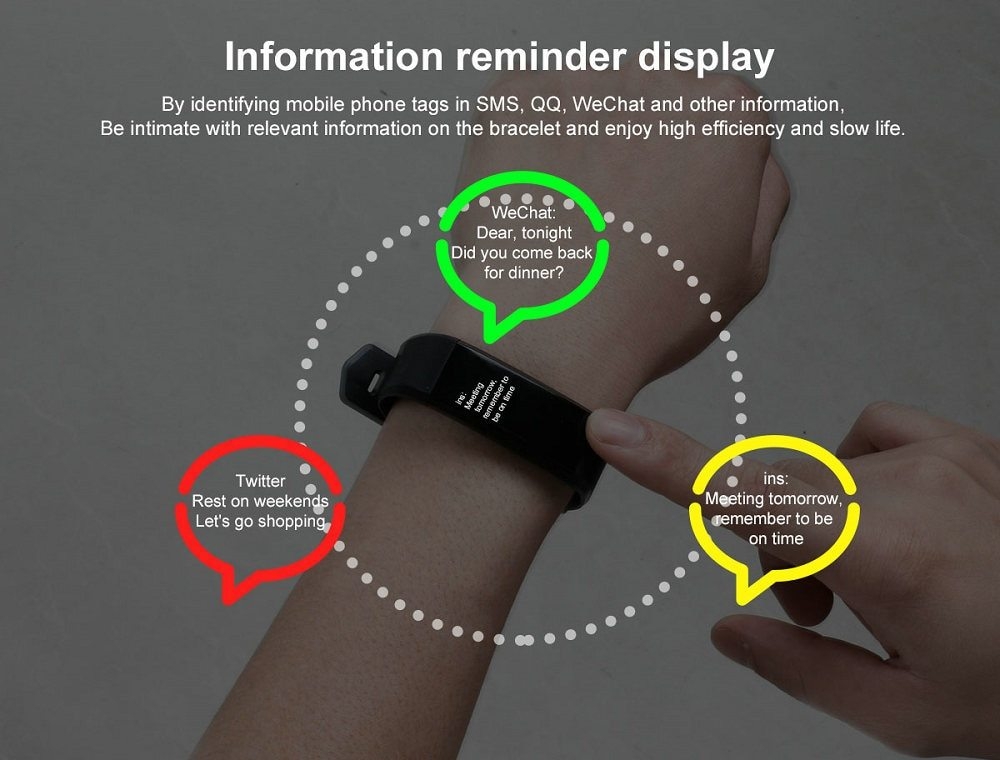 Information reminder display
By identifying mobile phone tags in SMS, QQ, WeChat and other information,
Be intimate with relevant information on the bracelet and enjoy high efficiency and slow life.
WeChat:
Dear, tonight
Did you come back
for dinner?
ins:
Meeting
tomorrow,
remember to
be on time
Twitter
Rest on weekends
Let's go shopping
ins:
Meeting tomorrow,
remember to be
on time